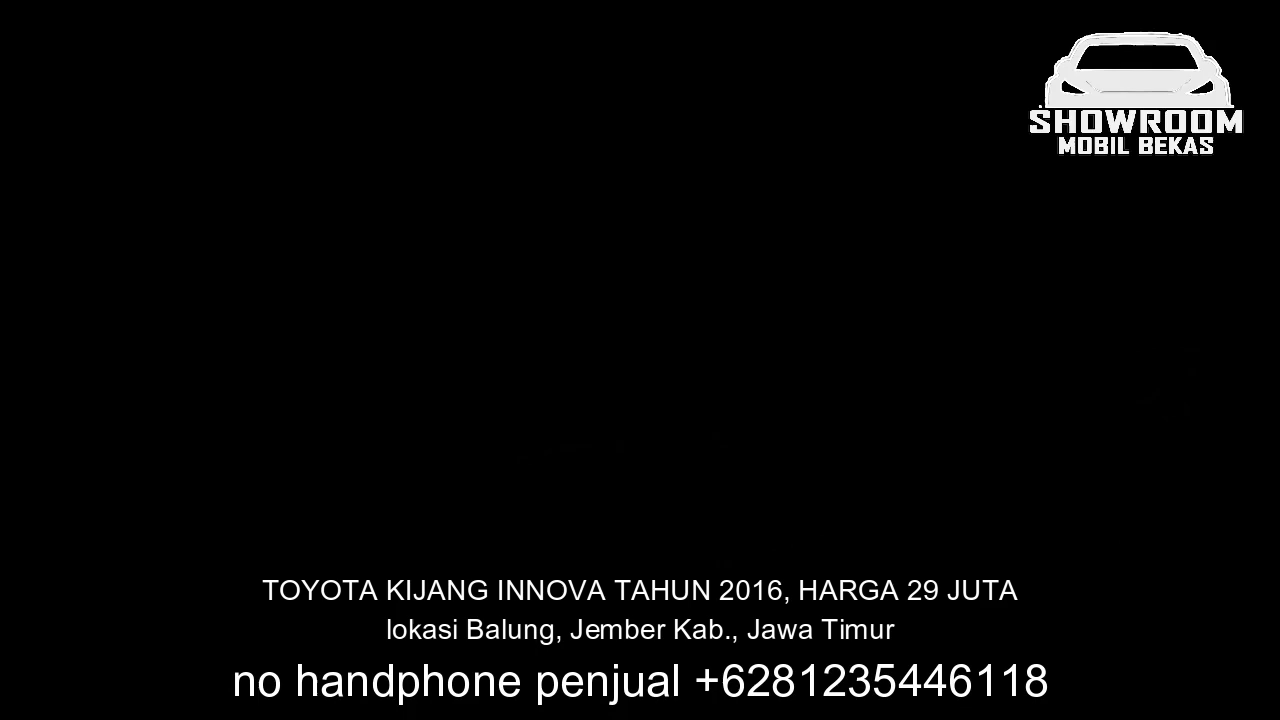 SHOWROOM
MOBIL BEKAS
TOYOTA KIJANG INNOVA TAHUN 2016, HARGA 29 JUTA
lokasi Balung, Jember Kab., Jawa Timur
no handphone penjual +6281235446118